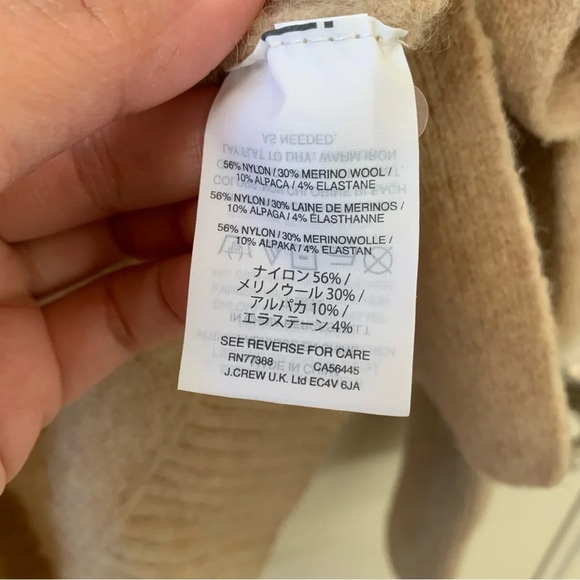 56% NYLON / 30% MERINO WOOL /
10% ALPACA / 4% ELASTANE
56% NYLON / 30% LAINE DE MERINOS /
10% ALPAGA / 4% ÉLASTHANNE
56% NYLON / 30% MERINOWOLLE /
10% ALPAKA / 4% ELASTAN
ナイロン 56% /
メリノウール 30% /
アルパカ 10% /
エラステーン 4%
SEE REVERSE FOR CARE
RN77388 CA56445
J.CREW U.K. Ltd EC4V 6JA